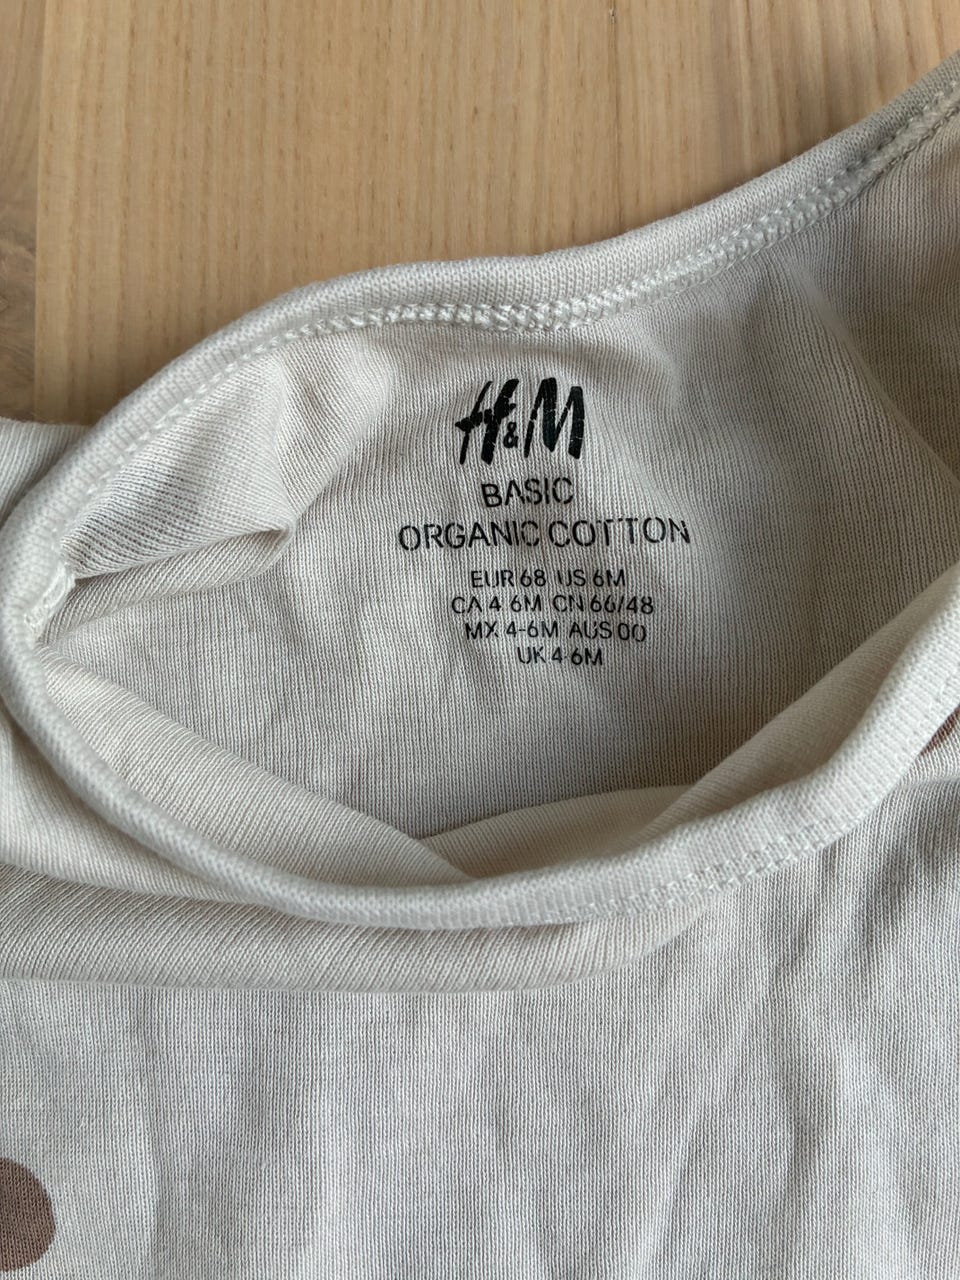 H&M
BASIC
ORGANIC COTTON
EUR 68 US 6M
CA 4-6M CN 66/48
MX 4-6M AUS 00
UK 4-6M